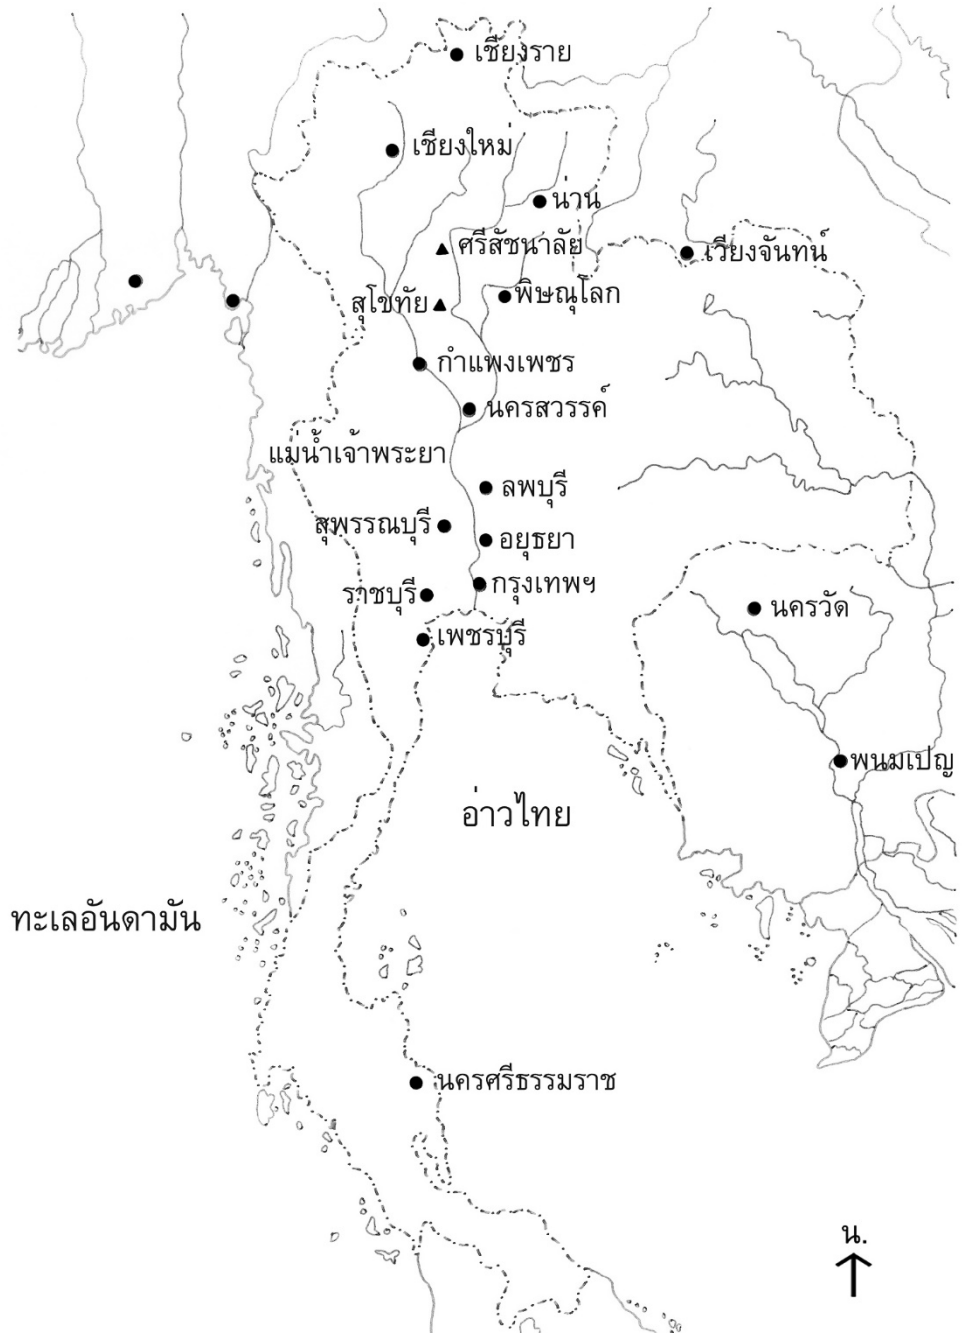 เชียงราย
เชียงใหม่
น่าน
ศรีสัชนาลัย
เวียงจันทน์
พิษณุโลก
สุโขทัย
กำแพงเพชร
นครสวรรค์
แม่น้ำเจ้าพระยา
ลพบุรี
สุพรรณบุรี
อยุธยา
กรุงเทพฯ
ราชบุรี
นครวัด
เพชรบุรี
พนมเปญ
อ่าวไทย
ทะเลอันดามัน
นครศรีธรรมราช
น.